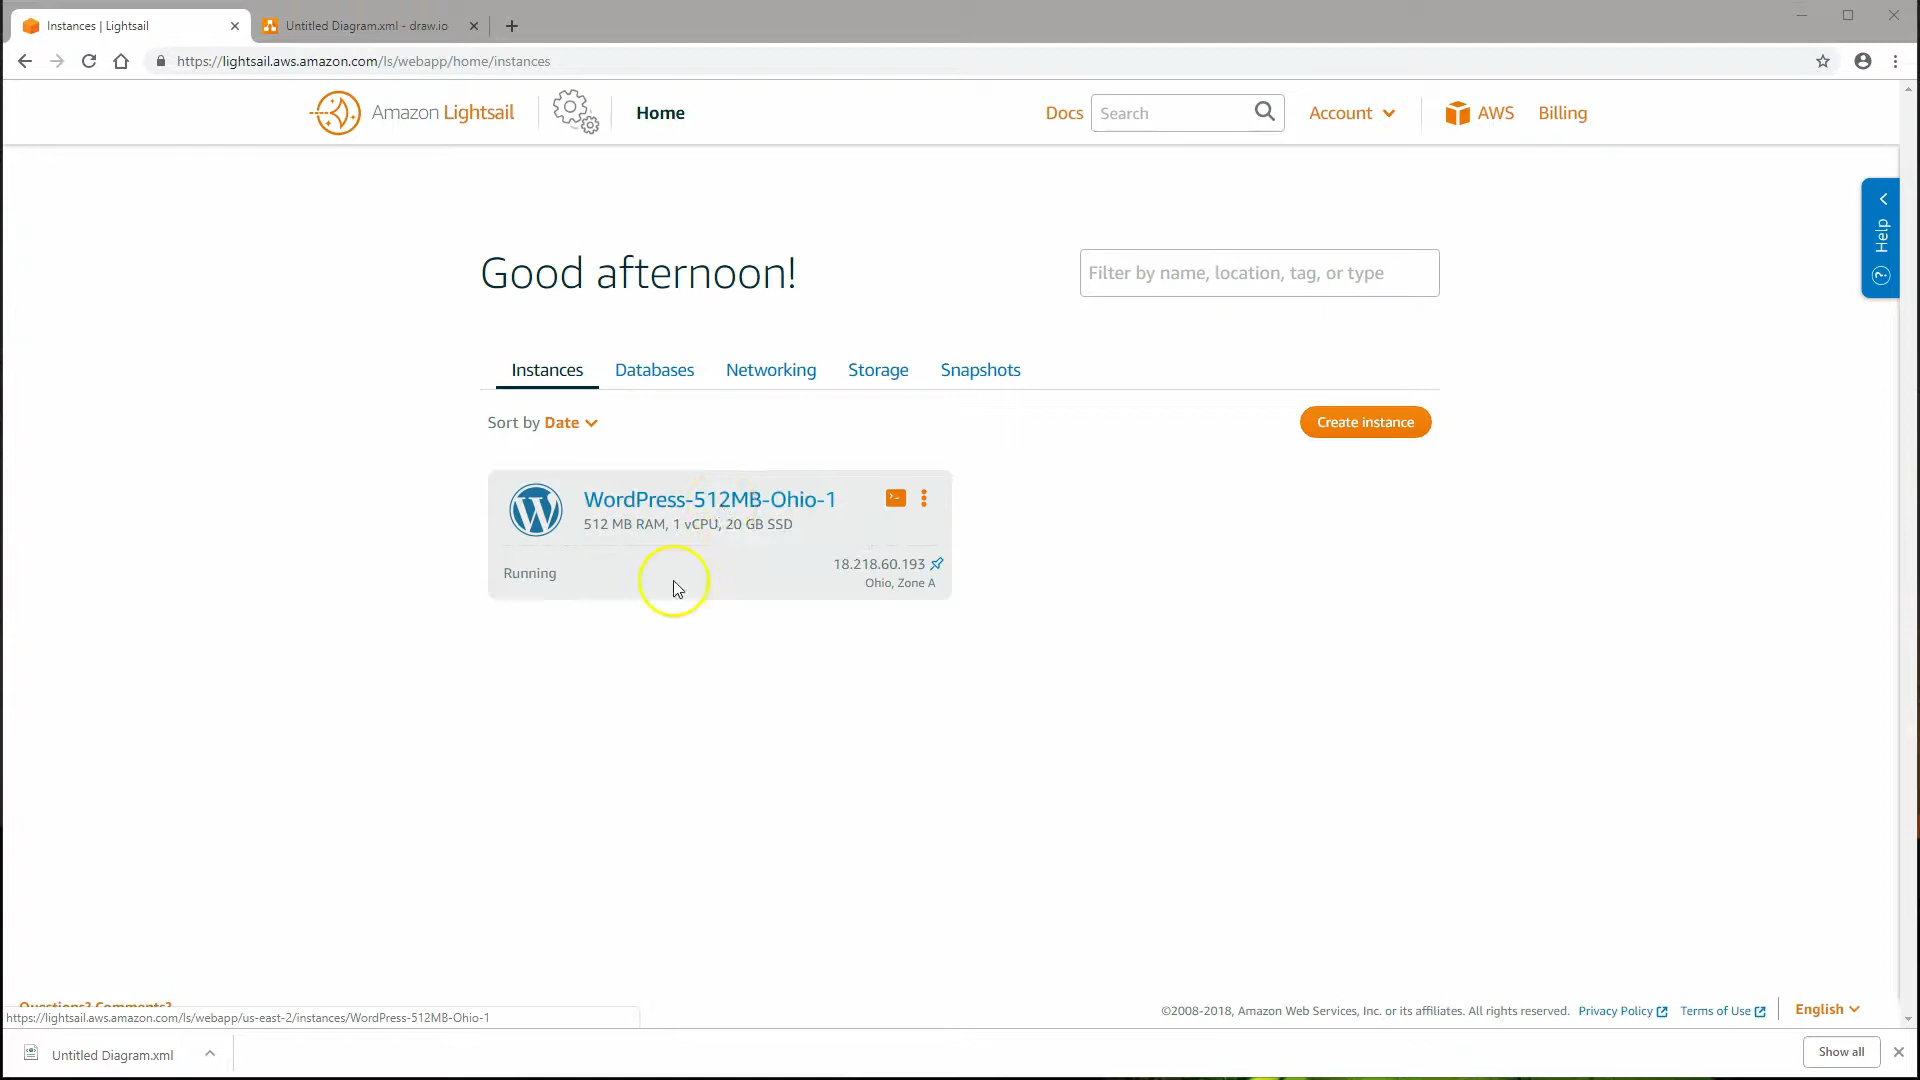 Instances | Lightsail
Untitled Diagram.xml - draw.io
https://lightsail.aws.amazon.com/ls/webapp/home/instances
Amazon Lightsail
Home
Docs
Search
Account
AWS
Billing
Help
Good afternoon!
Filter by name, location, tag, or type
Instances
Databases
Networking
Storage
Snapshots
Sort by Date
Create instance
WordPress-512MB-Ohio-1
512 MB RAM, 1 vCPU, 20 GB SSD
Running
18.218.60.193
Ohio, Zone A
Questions? Comments?
https://lightsail.aws.amazon.com/ls/webapp/us-east-2/instances/WordPress-512MB-Ohio-1
©2008-2018, Amazon Web Services, Inc. or its affiliates. All rights reserved.
Privacy Policy
Terms of Use
English
Untitled Diagram.xml
Show all